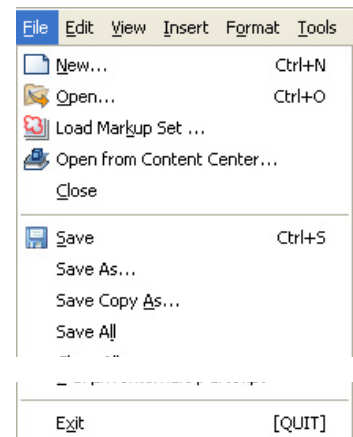 File Edit View Insert Format Tools
New... Ctrl+N
Open... Ctrl+O
Load Markup Set ...
Open from Content Center...
Close
Save Ctrl+S
Save As...
Save Copy As...
Save All
Exit [QUIT]